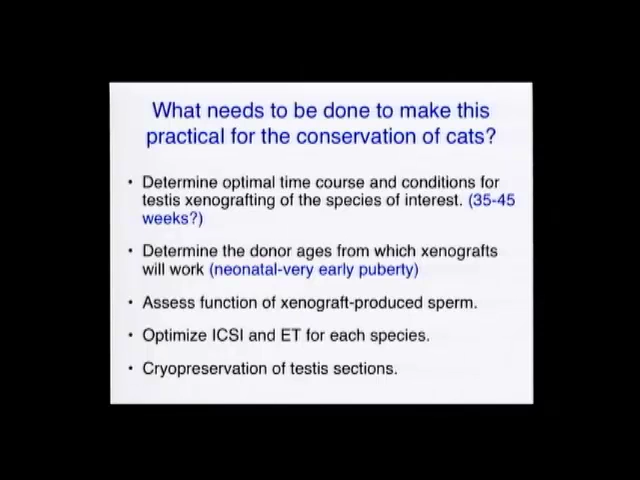 What needs to be done to make this
practical for the conservation of cats?
• Determine optimal time course and conditions for
testis xenografting of the species of interest. (35-45
weeks?)
• Determine the donor ages from which xenografts
will work (neonatal-very early puberty)
• Assess function of xenograft-produced sperm.
• Optimize ICSI and ET for each species.
• Cryopreservation of testis sections.